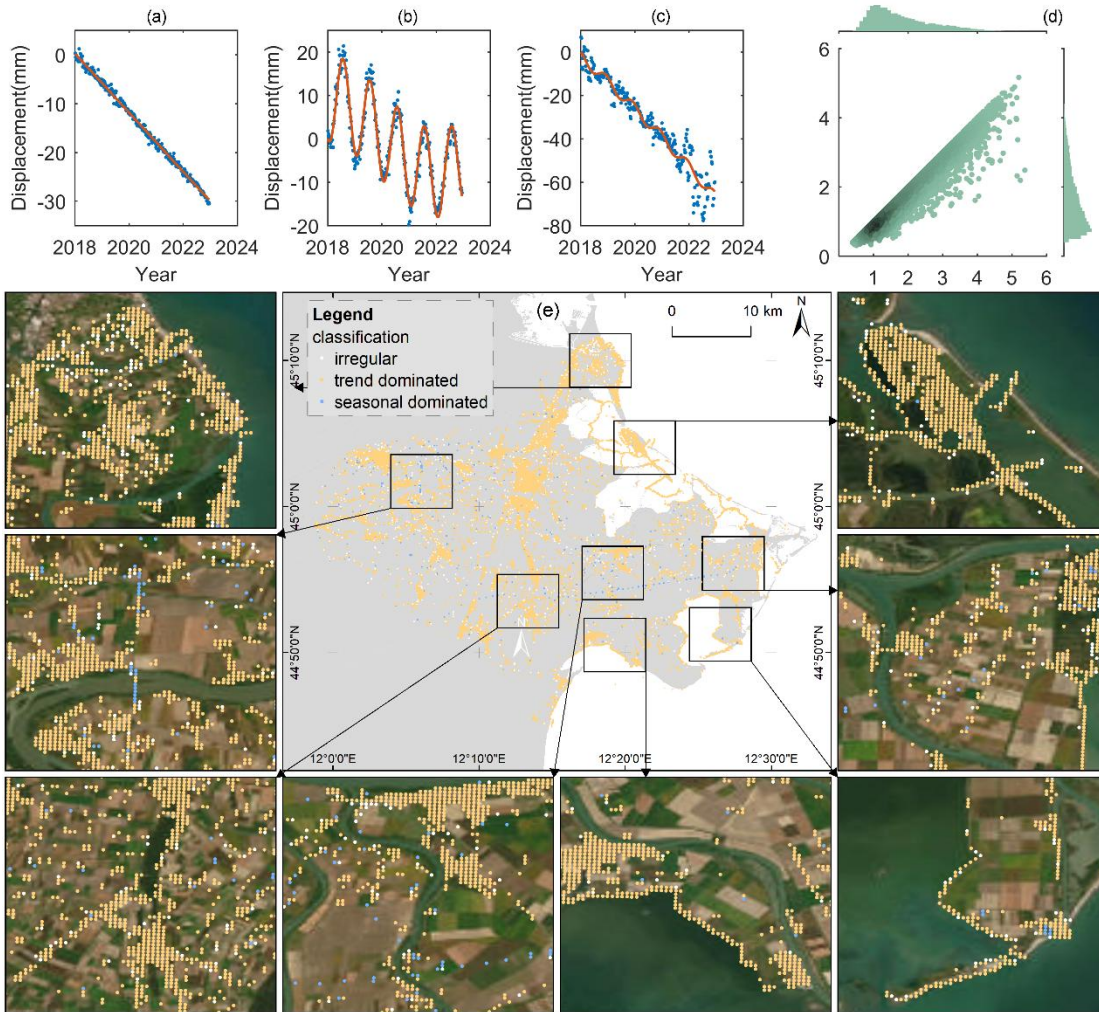 (a)
Displacement(mm)
0
-10
-20
-30
2018 2020 2022 2024
Year
(b)
Displacement(mm)
20
10
0
-10
-20
2018 2020 2022 2024
Year
(c)
Displacement(mm)
0
-20
-40
-60
-80
2018 2020 2022 2024
Year
(d)
6
4
2
0
1 2 3 4 5 6
(e)
Legend
classification
irregular
trend dominated
seasonal dominated
0 10 km
N
45°10'0"N
45°0'0"N
44°50'0"N
45°10'0"N
45°0'0"N
44°50'0"N
12°0'0"E 12°10'0"E 12°20'0"E 12°30'0"E